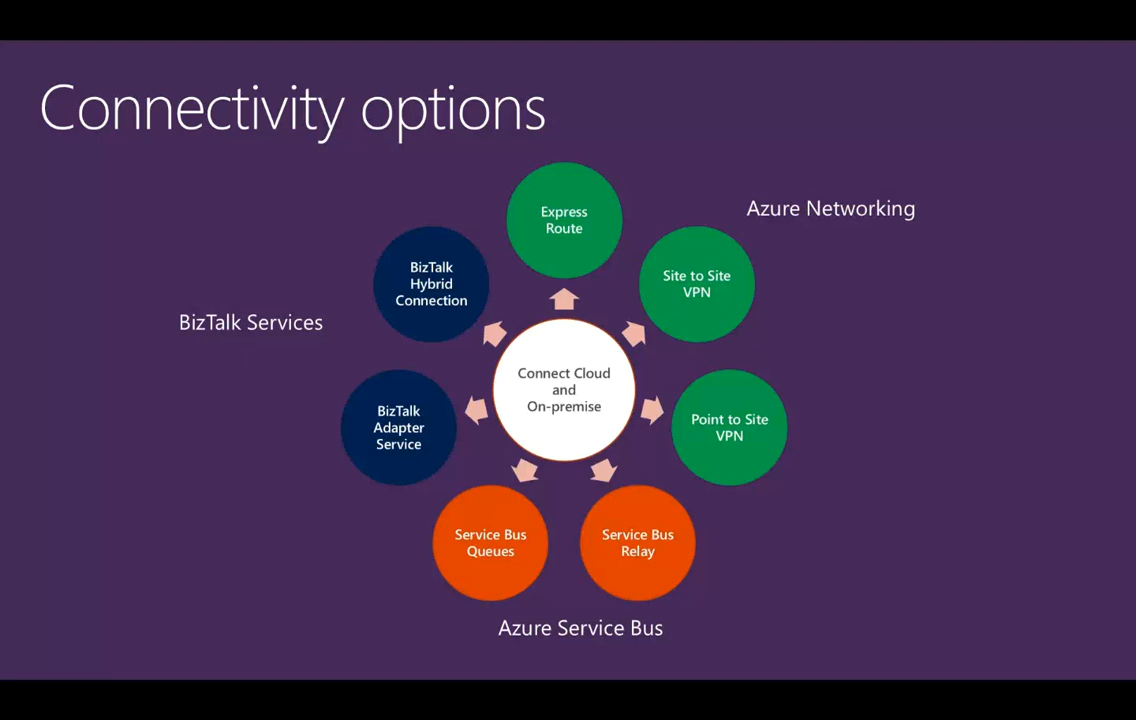 Connectivity options
Express
Route
Azure Networking
Site to Site
VPN
BizTalk
Hybrid
Connection
BizTalk Services
Connect Cloud
and
On-premise
Point to Site
VPN
BizTalk
Adapter
Service
Service Bus
Queues
Service Bus
Relay
Azure Service Bus